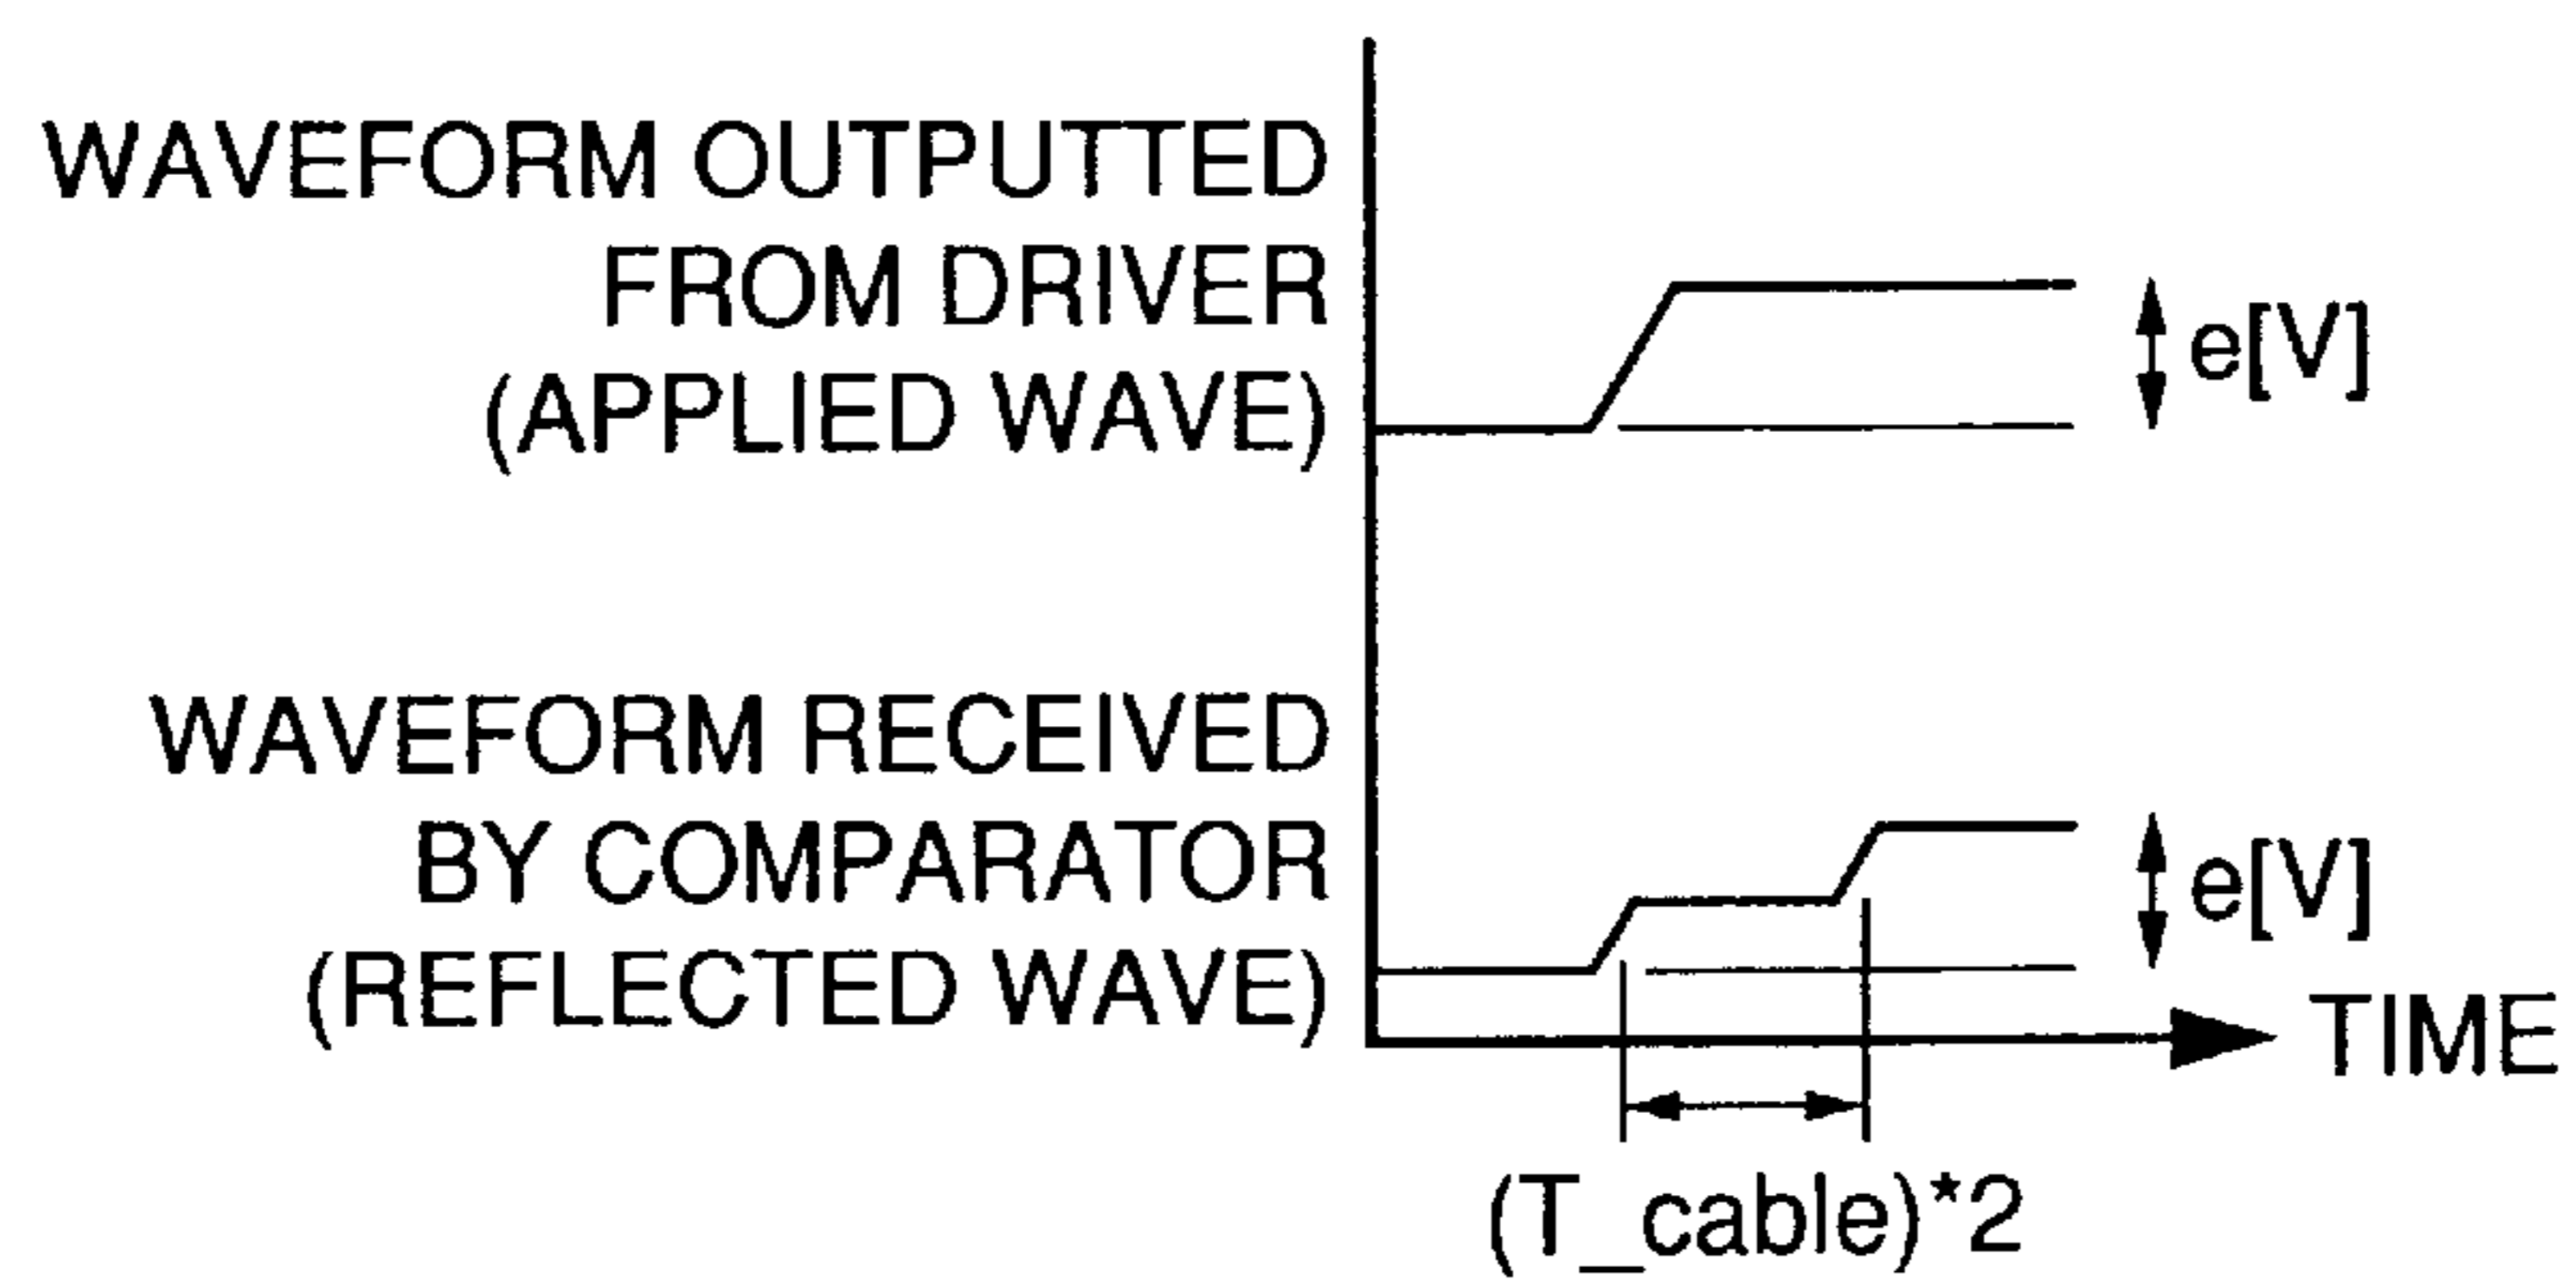 WAVEFORM OUTPUTTED
FROM DRIVER
(APPLIED WAVE)
e[V]
WAVEFORM RECEIVED
BY COMPARATOR
(REFLECTED WAVE)
e[V]
TIME
(T_cable)*2